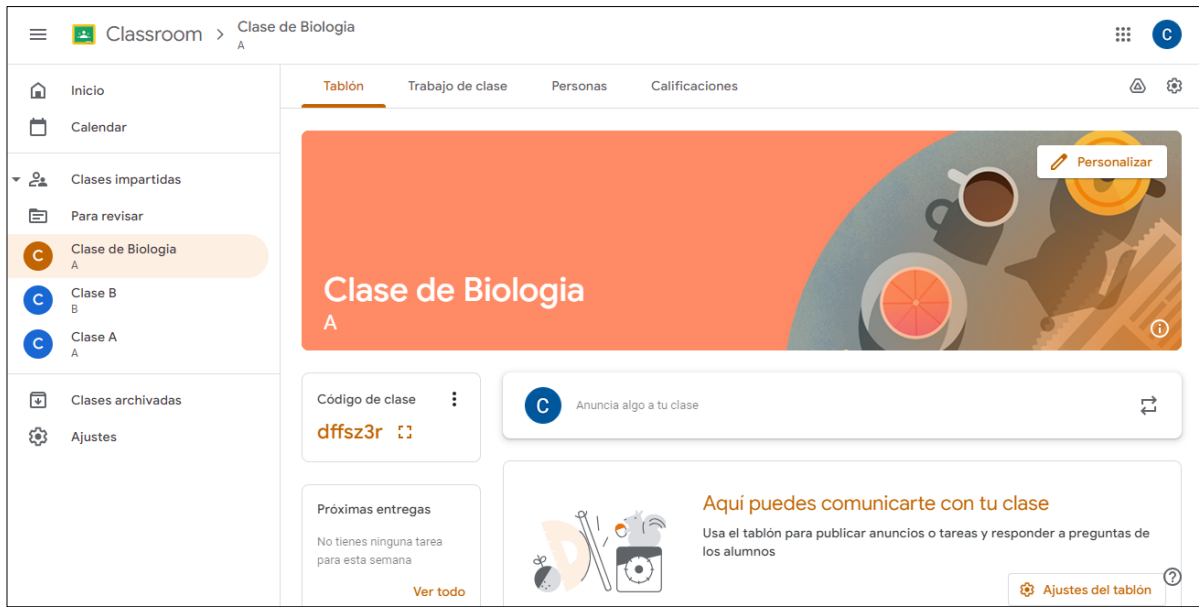 Classroom > Clase de Biologia
A
C
Inicio
Calendar
Clases impartidas
Para revisar
C
Clase de Biologia
A
C
Clase B
B
C
Clase A
A
Clases archivadas
Ajustes
Tablón Trabajo de clase Personas Calificaciones
Personalizar
Clase de Biologia
A
Código de clase
dffsz3r
C Anuncia algo a tu clase
Próximas entregas
No tienes ninguna tarea
para esta semana
Ver todo
Aquí puedes comunicarte con tu clase
Usa el tablón para publicar anuncios o tareas y responder a preguntas de
los alumnos
Ajustes del tablón